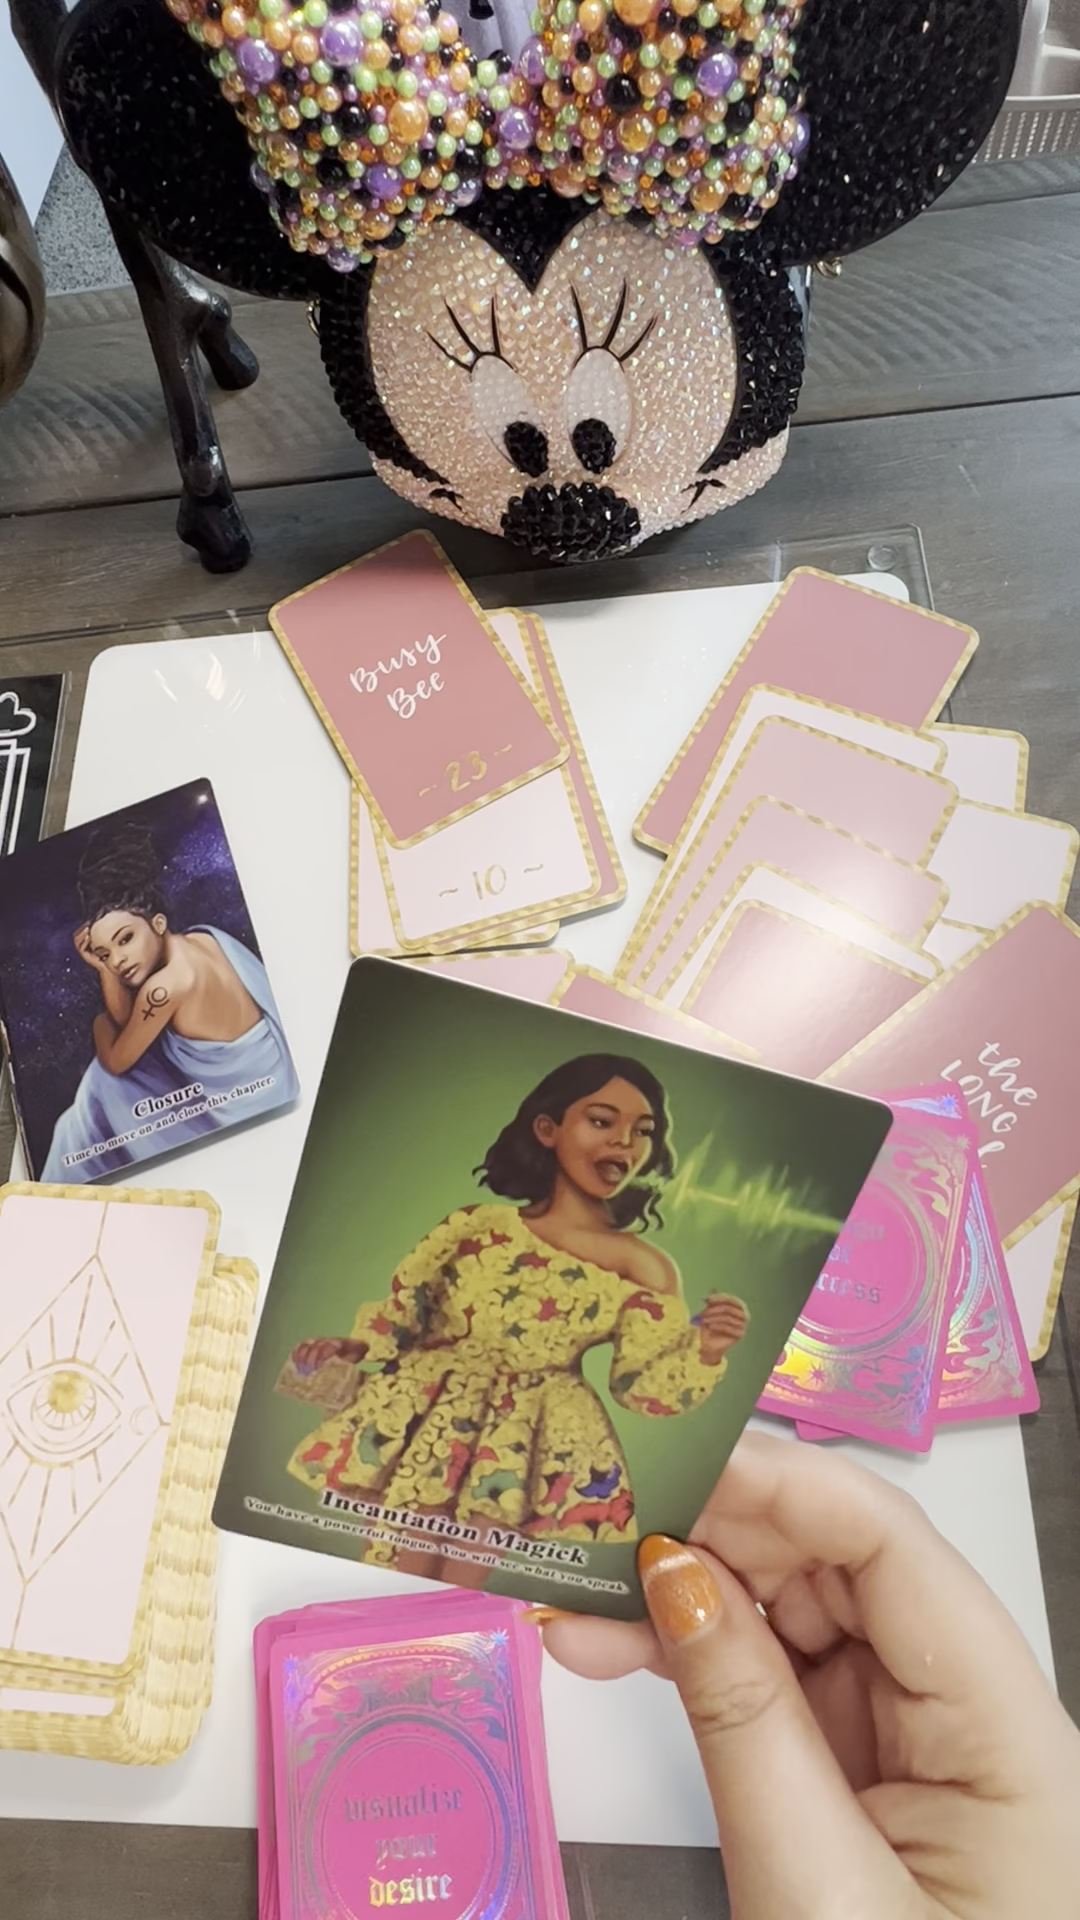 Busy
Bee
~ 23 ~
~ 10 ~
Closure
Time to move on and close this chapter.
the
LONG
Incantation Magick
You have a powerful tongue. You will see what you speak.
visualize
your
desire